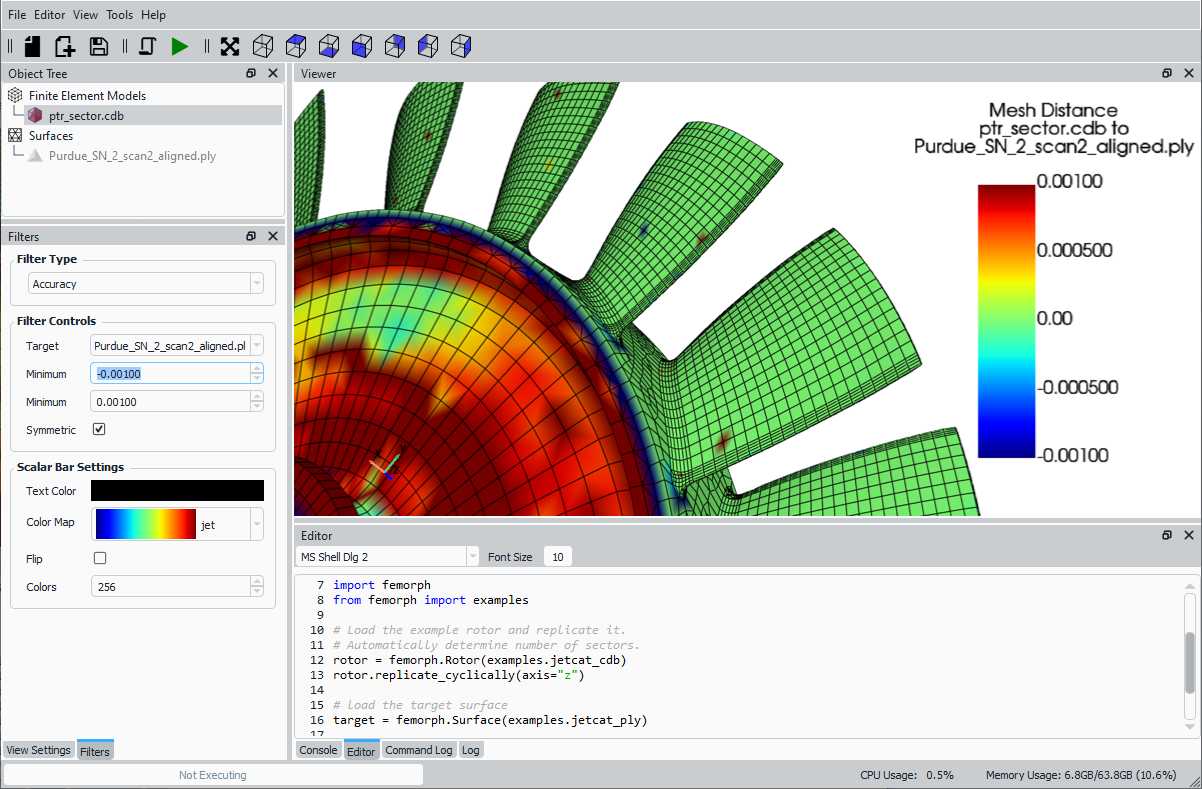 File Editor View Tools Help
Object Tree
Finite Element Models
ptr_sector.cdb
Surfaces
Purdue_SN_2_scan2_aligned.ply
Filters
Filter Type
Accuracy
Filter Controls
Target Purdue_SN_2_scan2_aligned.pl
Minimum -0.00100
Minimum 0.00100
Symmetric
Scalar Bar Settings
Text Color
Color Map jet
Flip
Colors 256
View Settings Filters
Viewer
Mesh Distance
ptr_sector.cdb to
Purdue_SN_2_scan2_aligned.ply
0.00100
0.000500
0.00
-0.000500
-0.00100
X
Z
Editor
MS Shell Dlg 2 Font Size 10
7 import femorph
8 from femorph import examples
9
10 # Load the example rotor and replicate it.
11 # Automatically determine number of sectors.
12 rotor = femorph.Rotor(examples.jetcat_cdb)
13 rotor.replicate_cyclically(axis="z")
14
15 # load the target surface
16 target = femorph.Surface(examples.jetcat_ply)
17
Console Editor Command Log Log
Not Executing
CPU Usage: 0.5% Memory Usage: 6.8GB/63.8GB (10.6%)